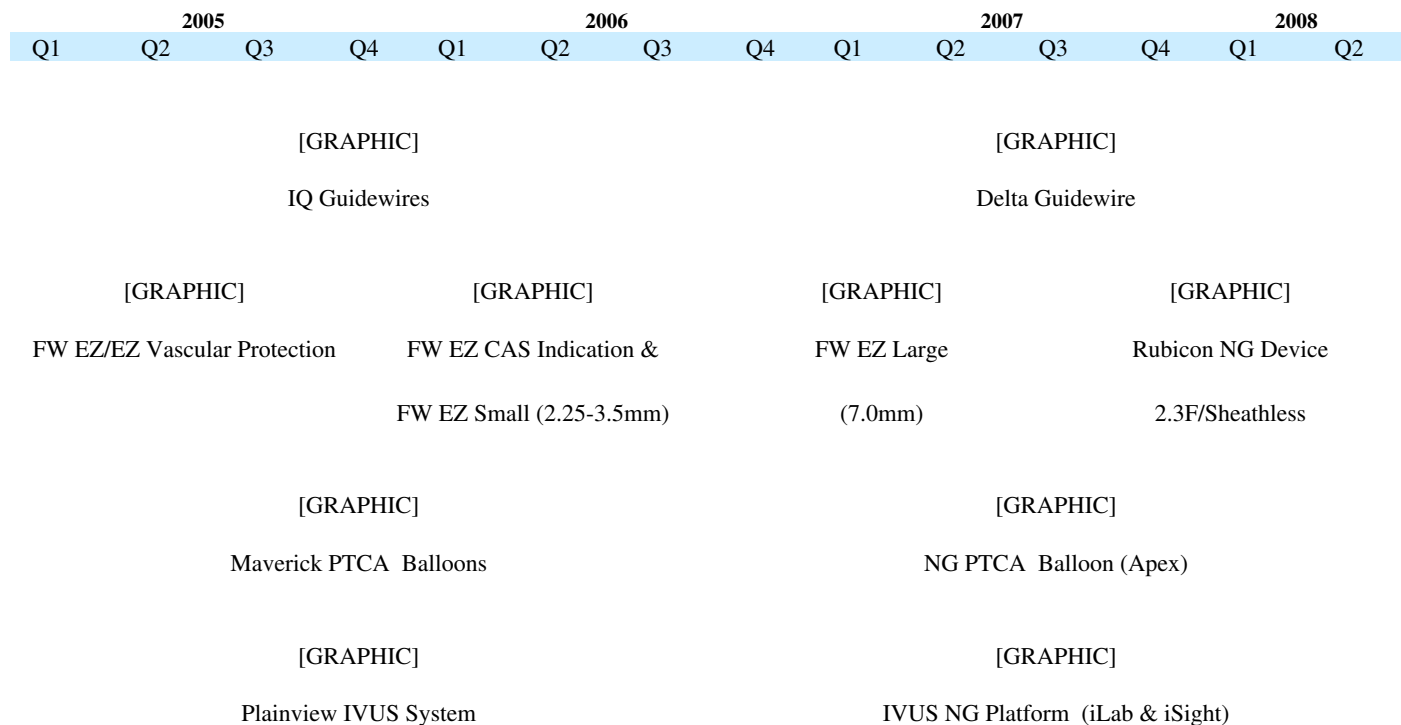 2005 2006 2007 2008
Q1 Q2 Q3 Q4 Q1 Q2 Q3 Q4 Q1 Q2 Q3 Q4 Q1 Q2
[GRAPHIC] [GRAPHIC]
IQ Guidewires Delta Guidewire
[GRAPHIC] [GRAPHIC] [GRAPHIC] [GRAPHIC]
FW EZ/EZ Vascular Protection FW EZ CAS Indication & FW EZ Large Rubicon NG Device
FW EZ Small (2.25-3.5mm) (7.0mm) 2.3F/Sheathless
[GRAPHIC] [GRAPHIC]
Maverick PTCA Balloons NG PTCA Balloon (Apex)
[GRAPHIC] [GRAPHIC]
Plainview IVUS System IVUS NG Platform (iLab & iSight)